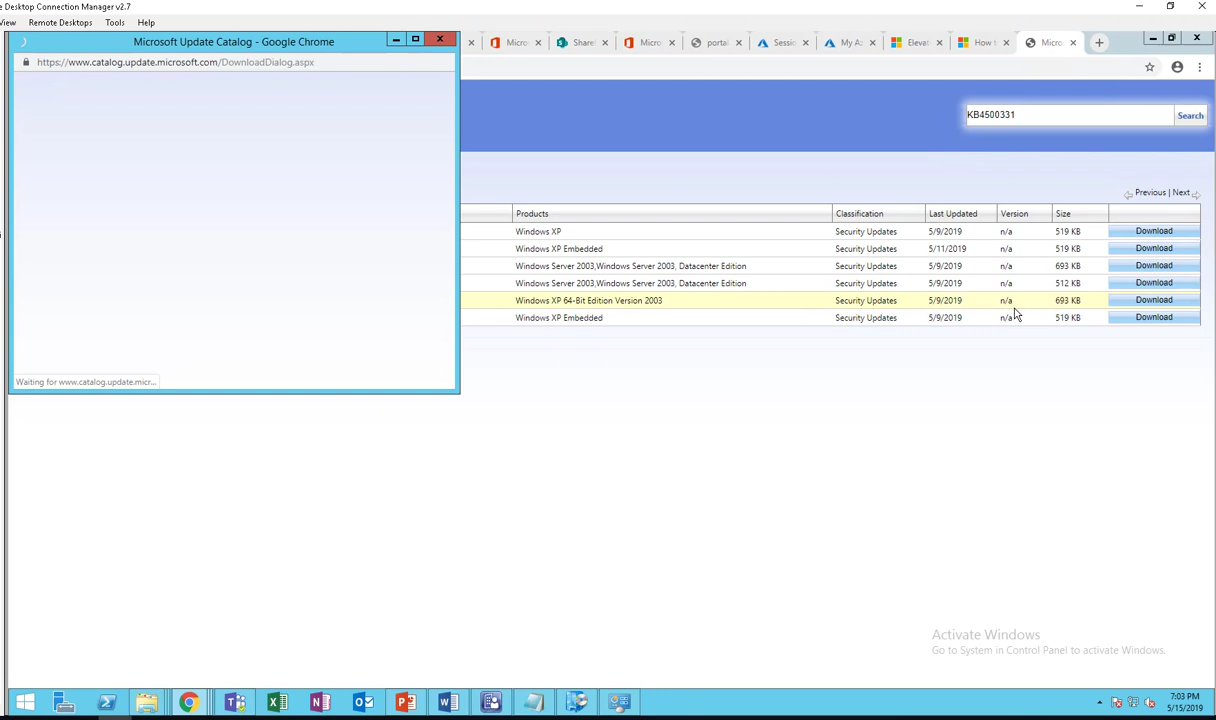 e Desktop Connection Manager v2.7
View Remote Desktops Tools Help
Microsoft Update Catalog - Google Chrome
Micro: Share Micro: porta Sessio My Az Elevat How t Micro:
https://www.catalog.update.microsoft.com/DownloadDialog.aspx
KB4500331 Search
Previous | Next
Products Classification Last Updated Version Size
Windows XP Security Updates 5/9/2019 n/a 519 KB Download
Windows XP Embedded Security Updates 5/11/2019 n/a 519 KB Download
Windows Server 2003,Windows Server 2003, Datacenter Edition Security Updates 5/9/2019 n/a 693 KB Download
Windows Server 2003,Windows Server 2003, Datacenter Edition Security Updates 5/9/2019 n/a 512 KB Download
Windows XP 64-Bit Edition Version 2003 Security Updates 5/9/2019 n/a 693 KB Download
Windows XP Embedded Security Updates 5/9/2019 n/a 519 KB Download
Waiting for www.catalog.update.micr...
Activate Windows
Go to System in Control Panel to activate Windows.
7:03 PM
5/15/2019